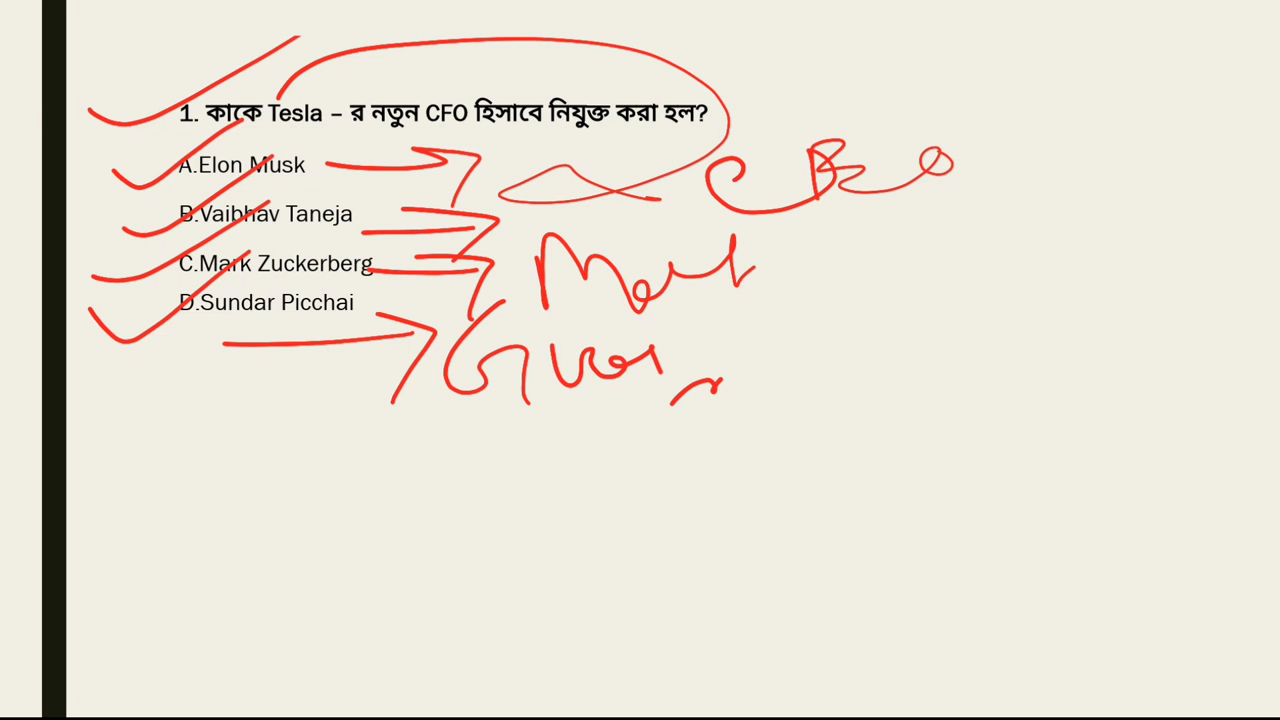 1. কাকে Tesla – র নতুন CFO হিসাবে নিযুক্ত করা হল?
A.Elon Musk
B.Vaibhav Taneja
C.Mark Zuckerberg
D.Sundar Picchai